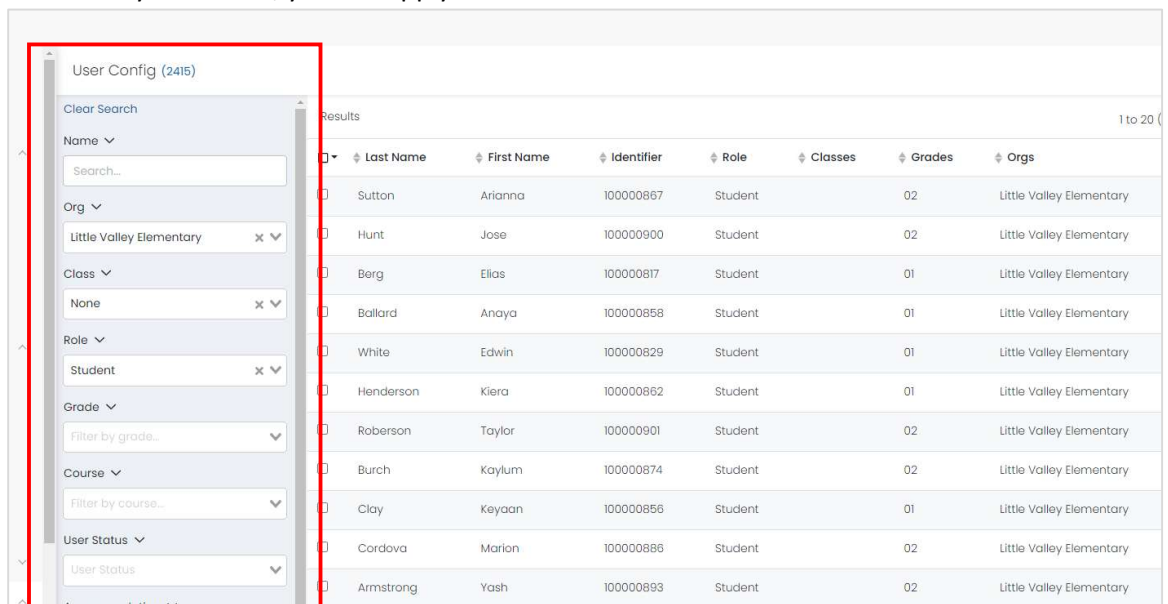 User Config (2415)
Clear Search
Name
Search...
Org
Little Valley Elementary
Class
None
Role
Student
Grade
Filter by grade...
Course
Filter by course...
User Status
User Status
Results
1 to 20 (
Last Name First Name Identifier Role Classes Grades Orgs
Sutton Arianna 100000867 Student 02 Little Valley Elementary
Hunt Jose 100000900 Student 02 Little Valley Elementary
Berg Elias 100000817 Student 01 Little Valley Elementary
Ballard Anaya 100000858 Student 01 Little Valley Elementary
White Edwin 100000829 Student 01 Little Valley Elementary
Henderson Kiera 100000862 Student 01 Little Valley Elementary
Roberson Taylor 100000901 Student 02 Little Valley Elementary
Burch Kaylum 100000874 Student 02 Little Valley Elementary
Clay Keyaan 100000856 Student 01 Little Valley Elementary
Cordova Marion 100000886 Student 02 Little Valley Elementary
Armstrong Yash 100000893 Student 02 Little Valley Elementary